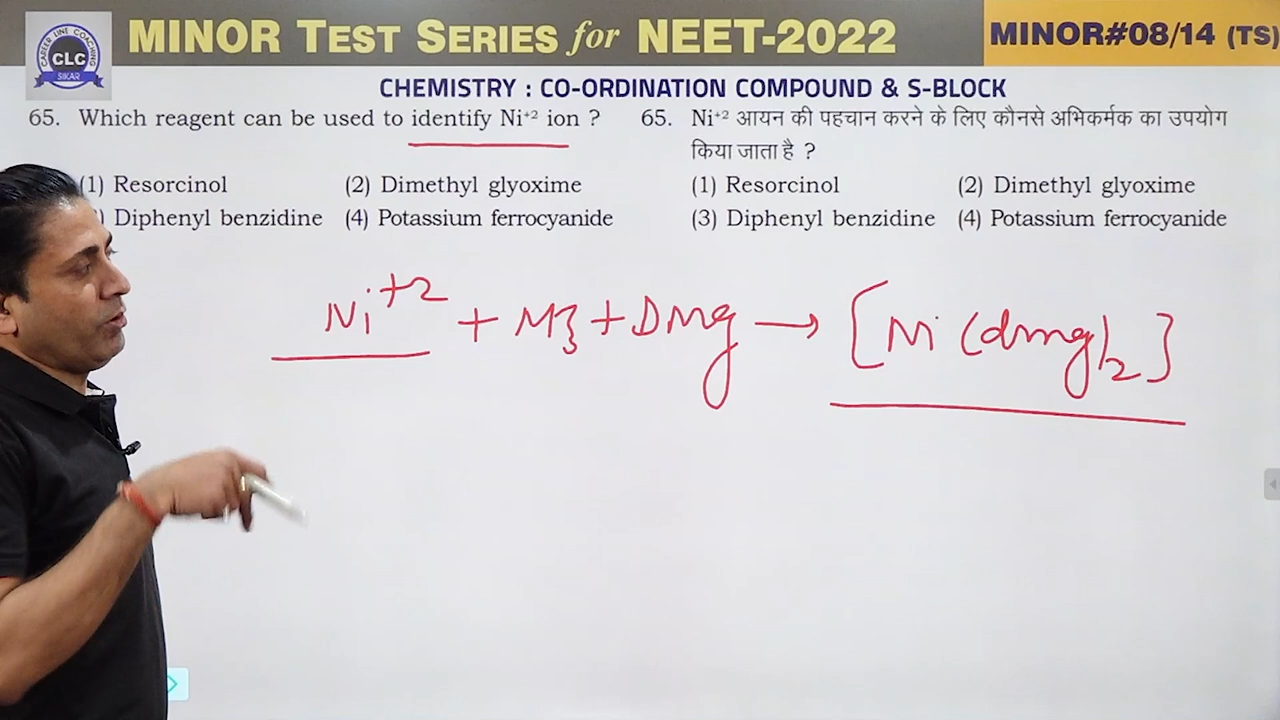 CAREER LINE COACHING
CLC
SIKAR
MINOR TEST SERIES for NEET-2022
MINOR#08/14 (TS)
CHEMISTRY : CO-ORDINATION COMPOUND & S-BLOCK
65. Which reagent can be used to identify Ni+2 ion ?
(1) Resorcinol (2) Dimethyl glyoxime
) Diphenyl benzidine (4) Potassium ferrocyanide
65. Ni+2 आयन की पहचान करने के लिए कौनसे अभिकर्मक का उपयोग
किया जाता है ?
(1) Resorcinol (2) Dimethyl glyoxime
(3) Diphenyl benzidine (4) Potassium ferrocyanide
Ni+2 + NH3 + DMg → [Ni (dmg)2]